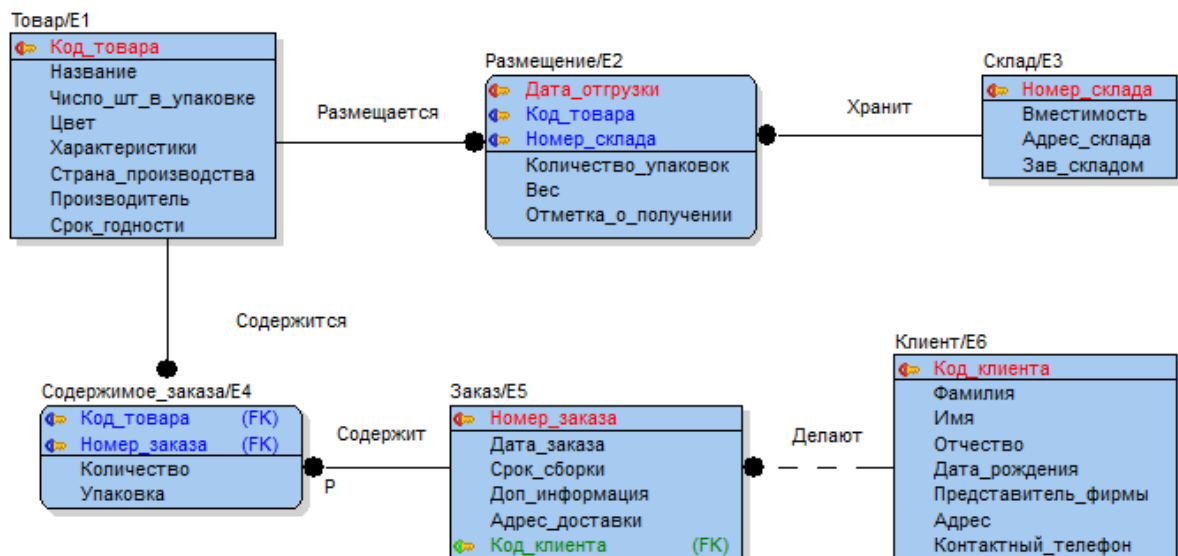 Товар/E1
Код_товара
Название
Число_шт_в_упаковке
Цвет
Характеристики
Страна_производства
Производитель
Срок_годности
Размещается
Размещение/E2
Дата_отгрузки
Код_товара
Номер_склада
Количество_упаковок
Вес
Отметка_о_получении
Хранит
Склад/E3
Номер_склада
Вместимость
Адрес_склада
Зав_складом
Содержится
Содержимое_заказа/E4
Код_товара (FK)
Номер_заказа (FK)
Количество
Упаковка
Содержит
P
Заказ/E5
Номер_заказа
Дата_заказа
Срок_сборки
Доп_информация
Адрес_доставки
Код_клиента (FK)
Делают
Клиент/E6
Код_клиента
Фамилия
Имя
Отчество
Дата_рождения
Представитель_фирмы
Адрес
Контактный_телефон